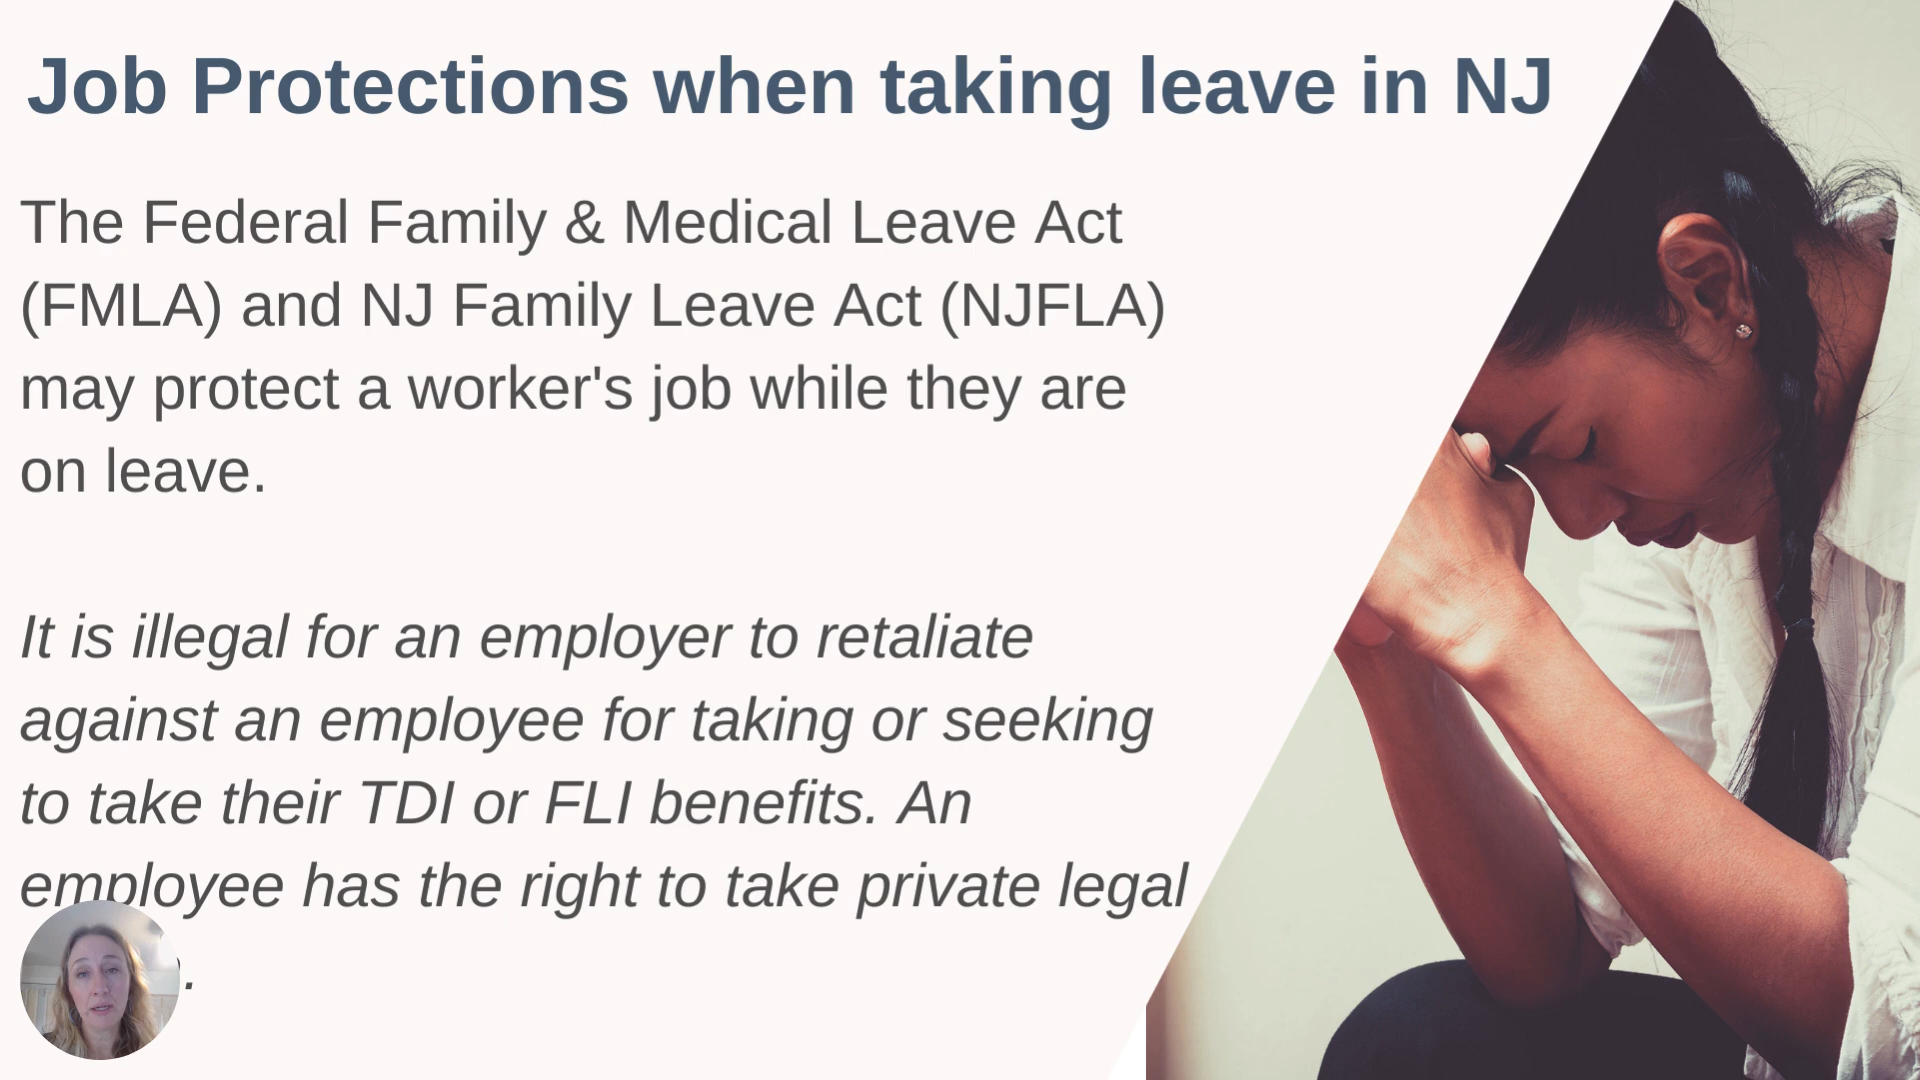 Job Protections when taking leave in NJ
The Federal Family & Medical Leave Act
(FMLA) and NJ Family Leave Act (NJFLA)
may protect a worker's job while they are
on leave.
It is illegal for an employer to retaliate
against an employee for taking or seeking
to take their TDI or FLI benefits. An
employee has the right to take private legal